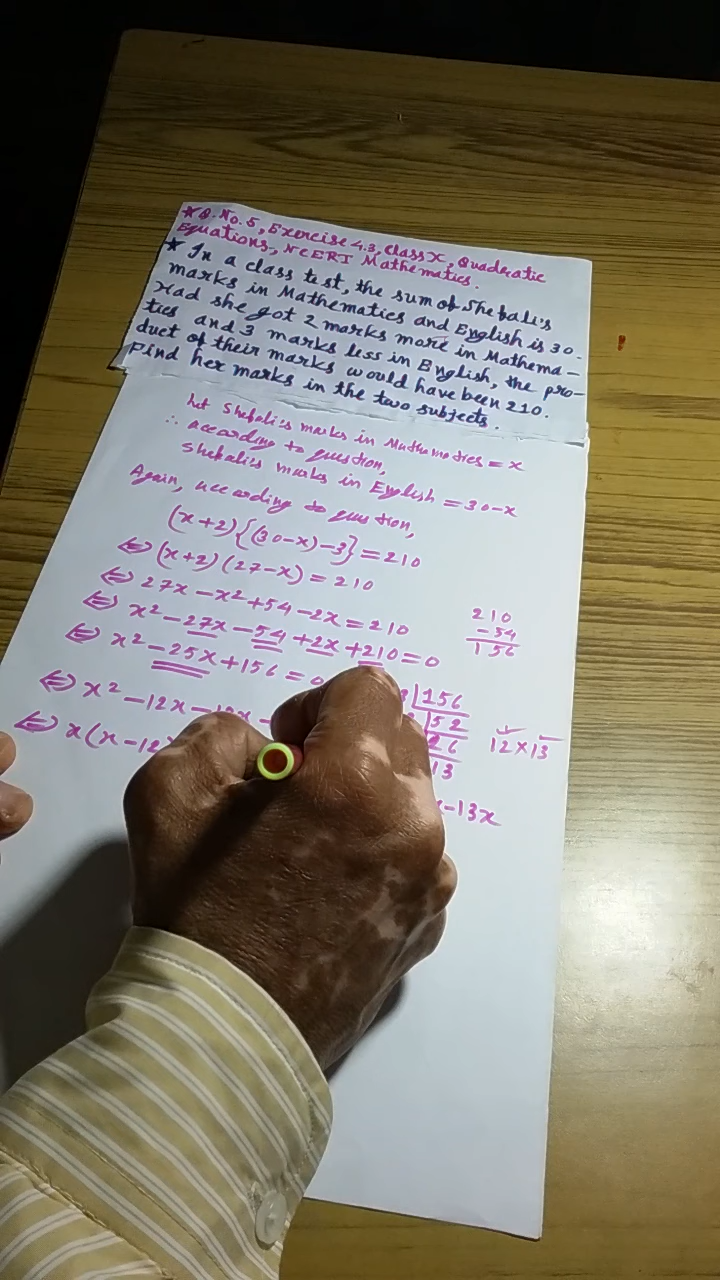 * Q. No. 5, Exercise 4.3, Class X, Quadratic
Equations, NCERT Mathematics.
* In a class test, the sum of Shefali's
marks in Mathematics and English is 30.
Had she got 2 marks more in Mathema-
tics and 3 marks less in English, the pro-
duct of their marks would have been 210.
Find her marks in the two subjects.
Let Shefali's marks in Mathematics = x
∴ according to question,
Shefali's marks in English = 30-x
Again, according to question,
(x+2){(30-x)-3} = 210
⇔ (x+2)(27-x) = 210
⇔ 27x - x² + 54 - 2x = 210
⇔ x² - 27x - 54 + 2x + 210 = 0
⇔ x² - 25x + 156 = 0
⇔ x² - 12x -
⇔ x(x-12
210
-54
156
156
52
26
13
12×13
-13x